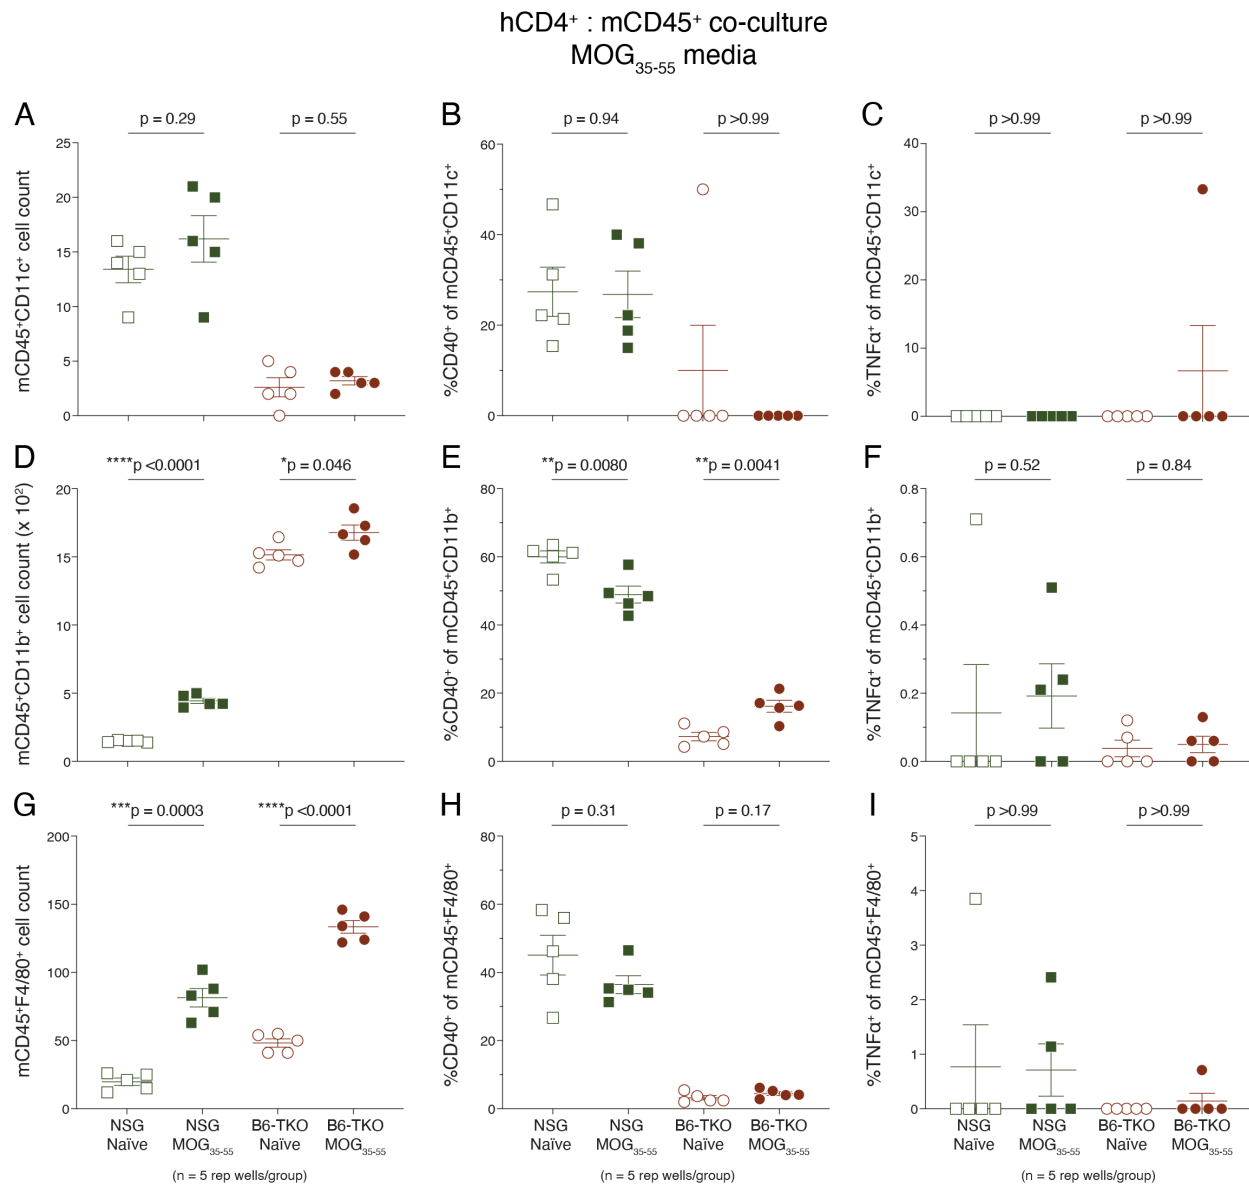 hCD4⁺ : mCD45⁺ co-culture
MOG₃₅₋₅₅ media
A
p = 0.29
p = 0.55
mCD45⁺CD11c⁺ cell count
25
20
15
10
5
0
B
p = 0.94
p >0.99
%CD40⁺ of mCD45⁺CD11c⁺
60
40
20
0
C
p >0.99
p >0.99
%TNFα⁺ of mCD45⁺CD11c⁺
40
30
20
10
0
D
****p <0.0001
*p = 0.046
mCD45⁺CD11b⁺ cell count (x 10²)
20
15
10
5
0
E
**p = 0.0080
**p = 0.0041
%CD40⁺ of mCD45⁺CD11b⁺
80
60
40
20
0
F
p = 0.52
p = 0.84
%TNFα⁺ of mCD45⁺CD11b⁺
0.8
0.6
0.4
0.2
0.0
G
***p = 0.0003
****p <0.0001
mCD45⁺F4/80⁺ cell count
200
150
100
50
0
NSG Naïve
NSG MOG₃₅₋₅₅
B6-TKO Naïve
B6-TKO MOG₃₅₋₅₅
(n = 5 rep wells/group)
H
p = 0.31
p = 0.17
%CD40⁺ of mCD45⁺F4/80⁺
80
60
40
20
0
NSG Naïve
NSG MOG₃₅₋₅₅
B6-TKO Naïve
B6-TKO MOG₃₅₋₅₅
(n = 5 rep wells/group)
I
p >0.99
p >0.99
%TNFα⁺ of mCD45⁺F4/80⁺
5
4
3
2
1
0
NSG Naïve
NSG MOG₃₅₋₅₅
B6-TKO Naïve
B6-TKO MOG₃₅₋₅₅
(n = 5 rep wells/group)